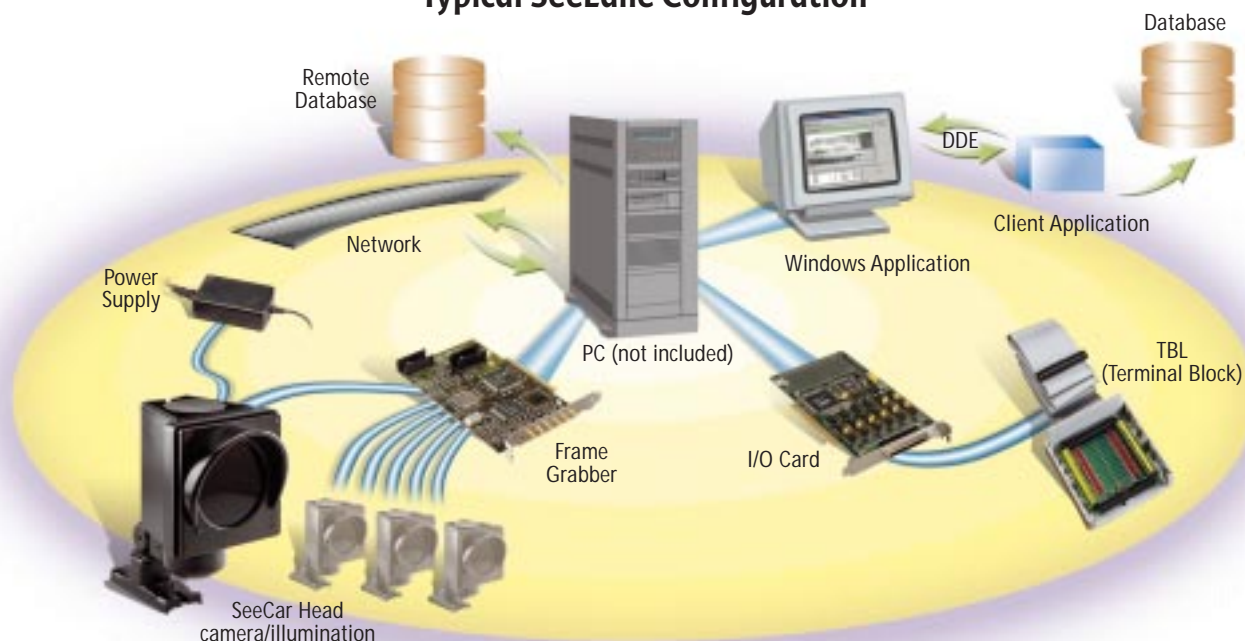 Typical SeeLane Configuration
Database
Remote
Database
DDE
Client Application
Network
Windows Application
Power
Supply
PC (not included)
TBL
(Terminal Block)
Frame
Grabber
I/O Card
SeeCar Head
camera/illumination